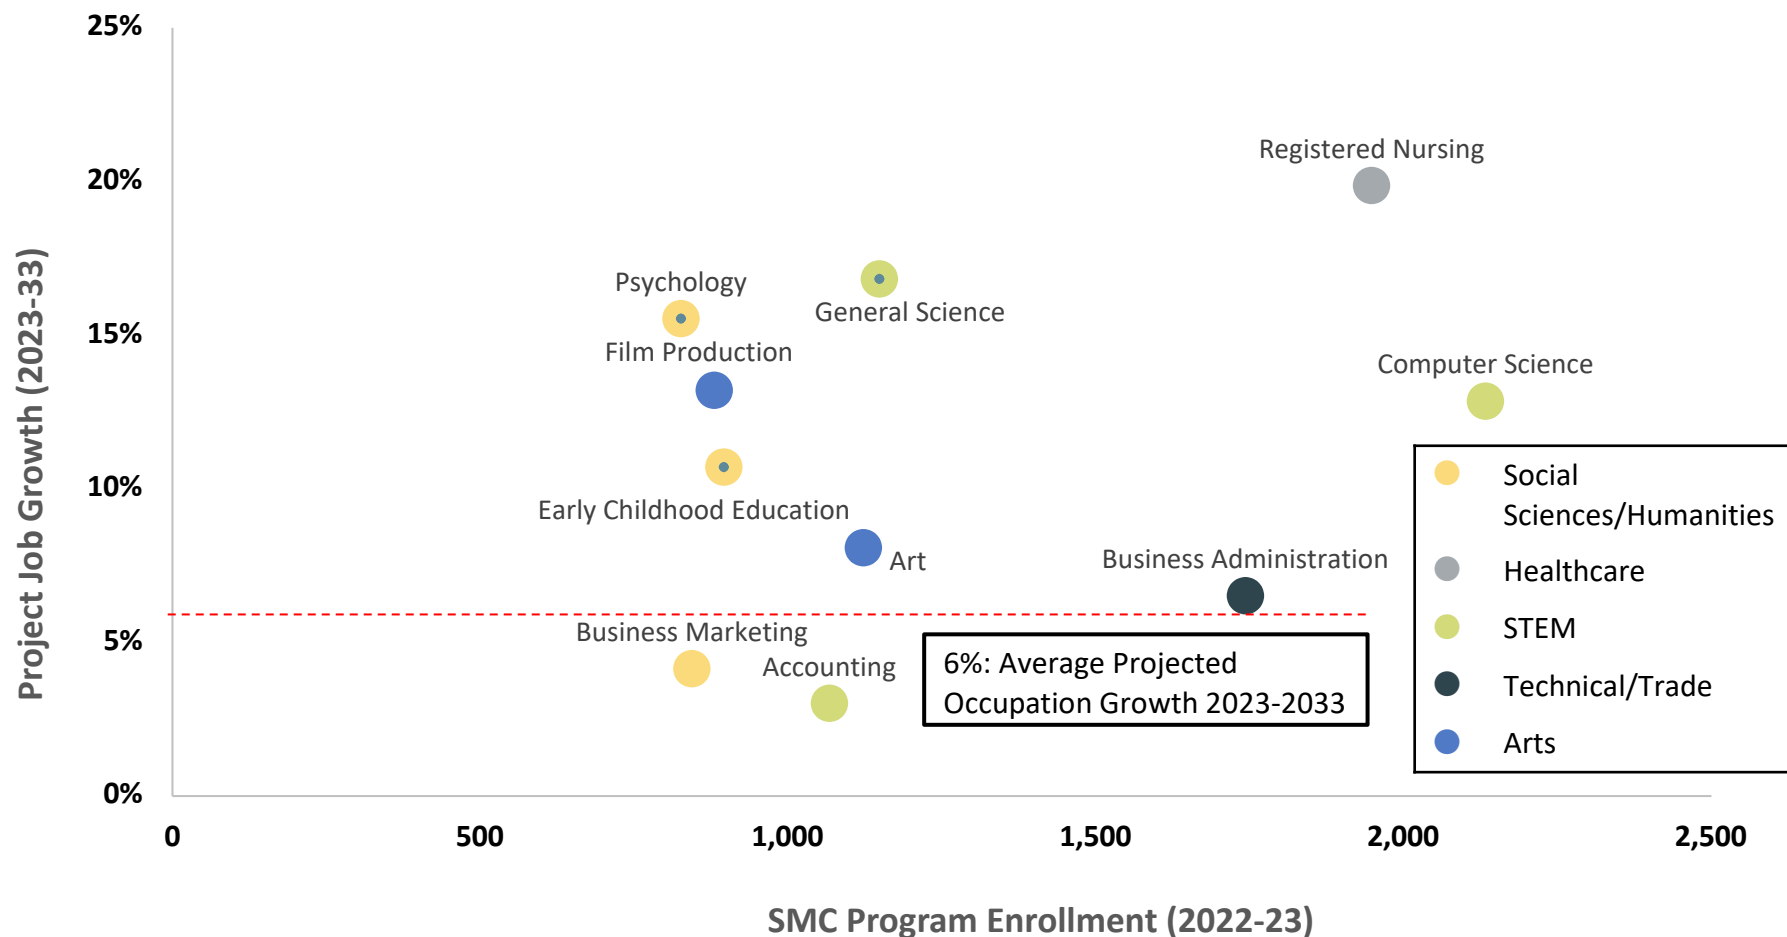 25%
20%
15%
10%
5%
0%
Project Job Growth (2023-33)
Registered Nursing
Psychology
General Science
Film Production
Computer Science
Early Childhood Education
Art
Business Administration
Business Marketing
Accounting
6%: Average Projected
Occupation Growth 2023-2033
Social
Sciences/Humanities
Healthcare
STEM
Technical/Trade
Arts
0
500
1,000
1,500
2,000
2,500
SMC Program Enrollment (2022-23)